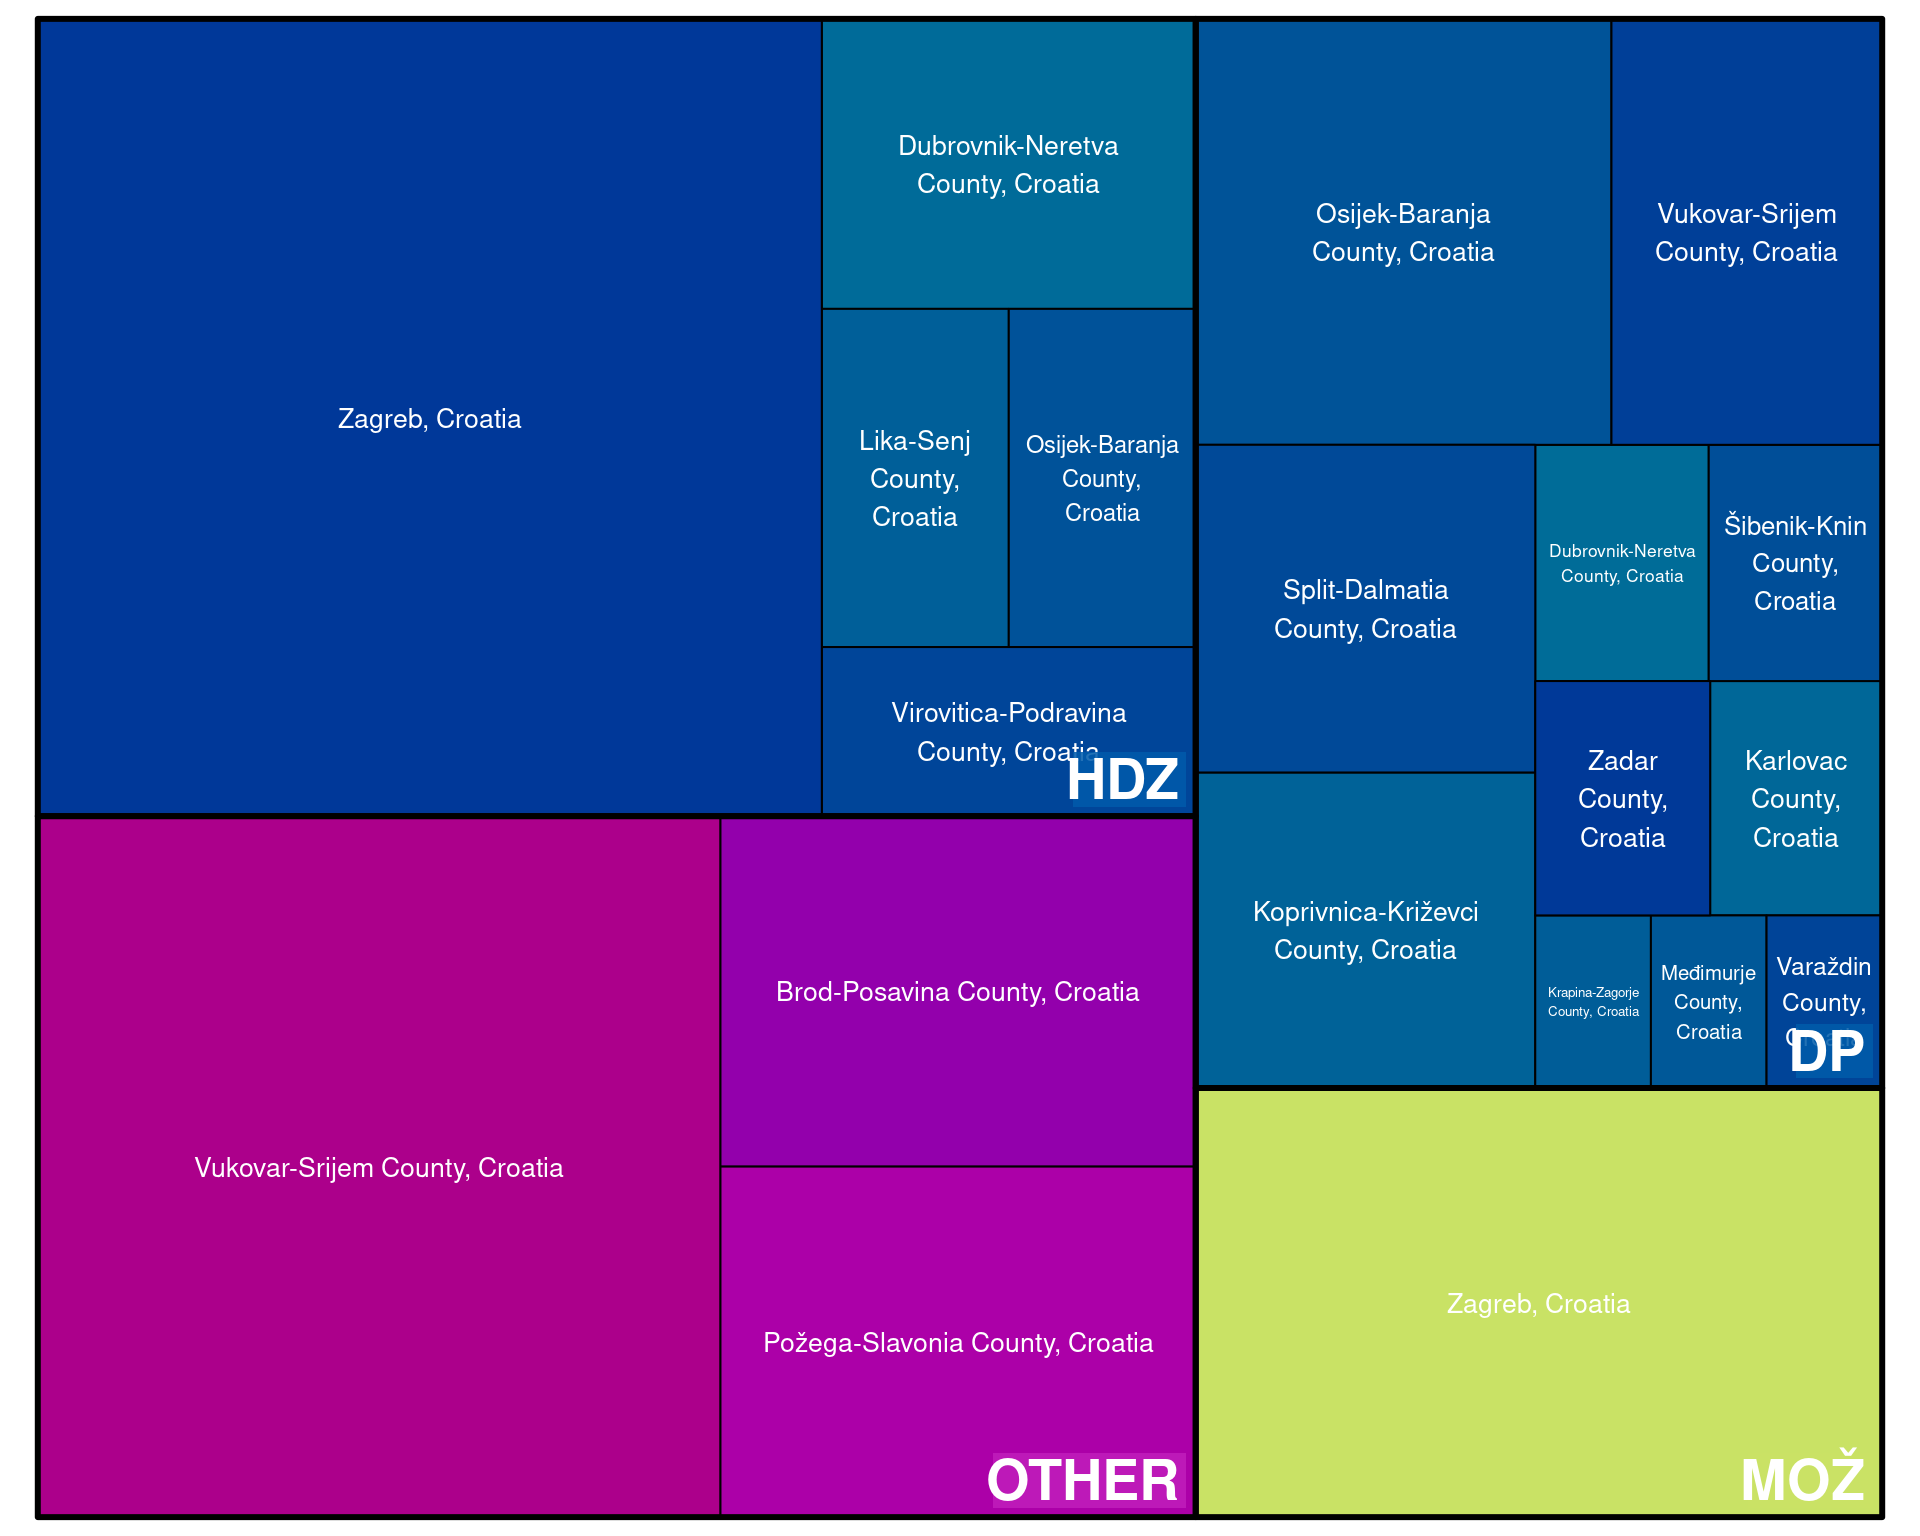 Zagreb, Croatia
Dubrovnik-Neretva
County, Croatia
Lika-Senj
County,
Croatia
Osijek-Baranja
County,
Croatia
Virovitica-Podravina
County, Croatia
HDZ
Vukovar-Srijem County, Croatia
Brod-Posavina County, Croatia
Požega-Slavonia County, Croatia
OTHER
Osijek-Baranja
County, Croatia
Vukovar-Srijem
County, Croatia
Split-Dalmatia
County, Croatia
Dubrovnik-Neretva
County, Croatia
Šibenik-Knin
County,
Croatia
Koprivnica-Križevci
County, Croatia
Zadar
County,
Croatia
Karlovac
County,
Croatia
Krapina-Zagorje
County, Croatia
Međimurje
County,
Croatia
Varaždin
County,
DP
Zagreb, Croatia
MOŽ